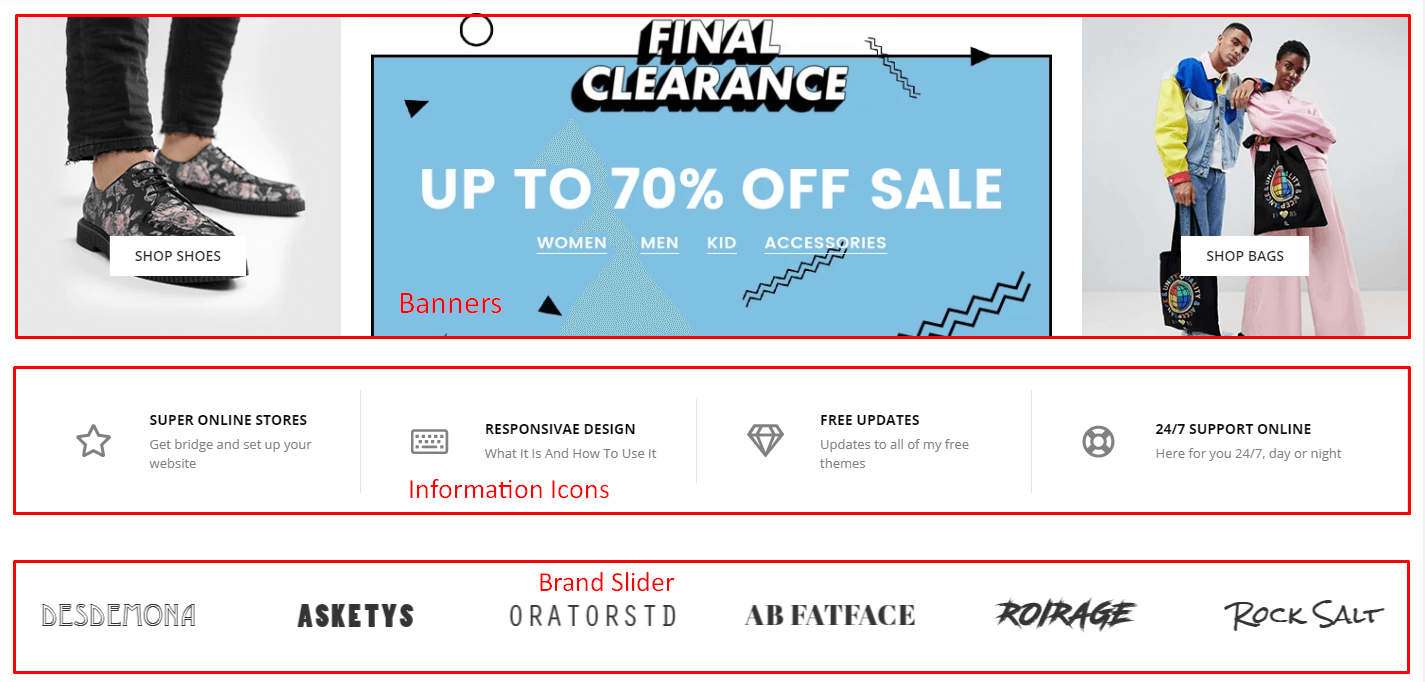 FINAL
CLEARANCE
UP TO 70% OFF SALE
WOMEN MEN KID ACCESSORIES
SHOP SHOES
SHOP BAGS
Banners
SUPER ONLINE STORES
Get bridge and set up your
website
RESPONSIVAE DESIGN
What It Is And How To Use It
FREE UPDATES
Updates to all of my free
themes
24/7 SUPPORT ONLINE
Here for you 24/7, day or night
Information Icons
Brand Slider
DESDEMONA
ASKETYS
ORATORSTD
AB FATFACE
ROIRAGE
ROCK SALT